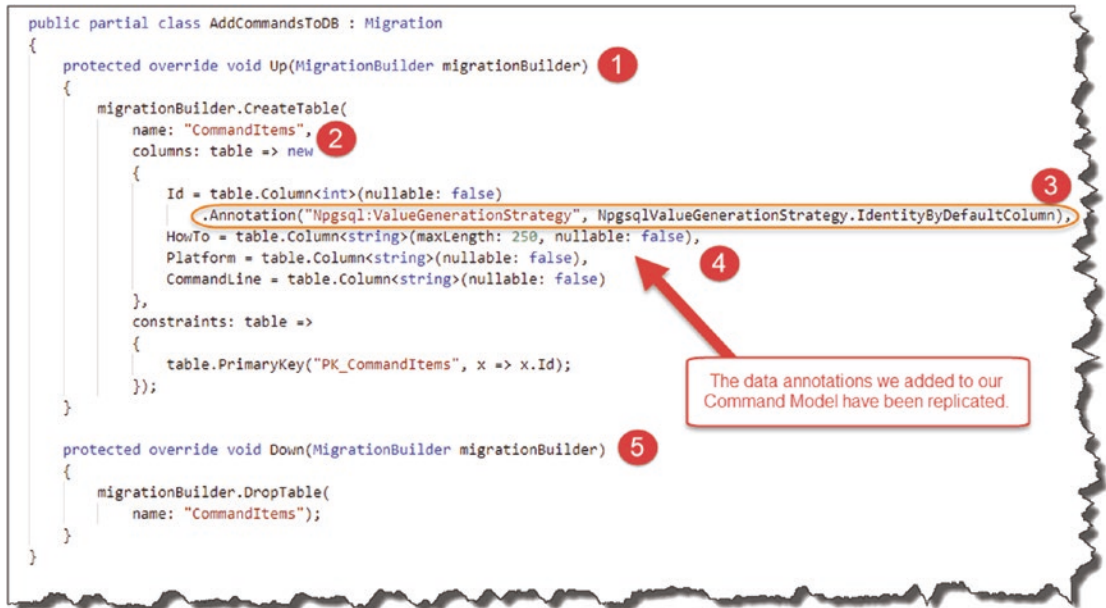 public partial class AddCommandsToDB : Migration
{
protected override void Up(MigrationBuilder migrationBuilder) 1
{
migrationBuilder.CreateTable(
name: "CommandItems", 2
columns: table => new
{
Id = table.Column<int>(nullable: false) 3
.Annotation("Npgsql:ValueGenerationStrategy", NpgsqlValueGenerationStrategy.IdentityByDefaultColumn),
HowTo = table.Column<string>(maxLength: 250, nullable: false),
Platform = table.Column<string>(nullable: false), 4
CommandLine = table.Column<string>(nullable: false)
},
constraints: table =>
{
table.PrimaryKey("PK_CommandItems", x => x.Id);
});
The data annotations we added to our
Command Model have been replicated.
}
protected override void Down(MigrationBuilder migrationBuilder) 5
{
migrationBuilder.DropTable(
name: "CommandItems");
}
}